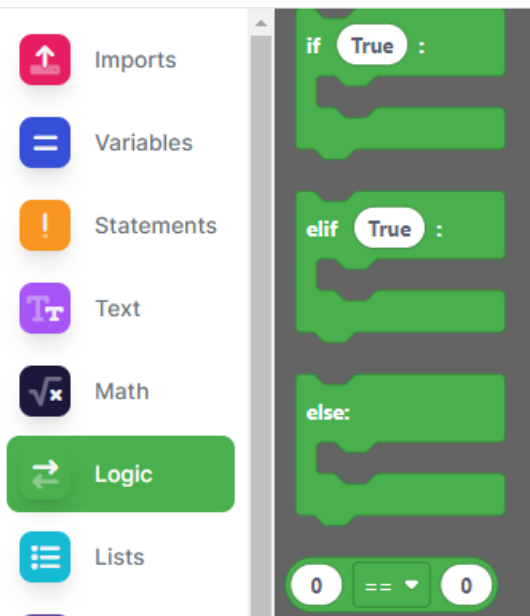 Imports
Variables
Statements
Text
Math
Logic
Lists
if True :
elif True :
else:
0 == 0